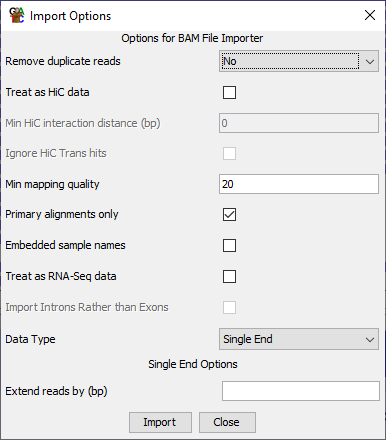 Import Options
Options for BAM File Importer
Remove duplicate reads No
Treat as HiC data
Min HiC interaction distance (bp) 0
Ignore HiC Trans hits
Min mapping quality 20
Primary alignments only
Embedded sample names
Treat as RNA-Seq data
Import Introns Rather than Exons
Data Type Single End
Single End Options
Extend reads by (bp)
Import Close